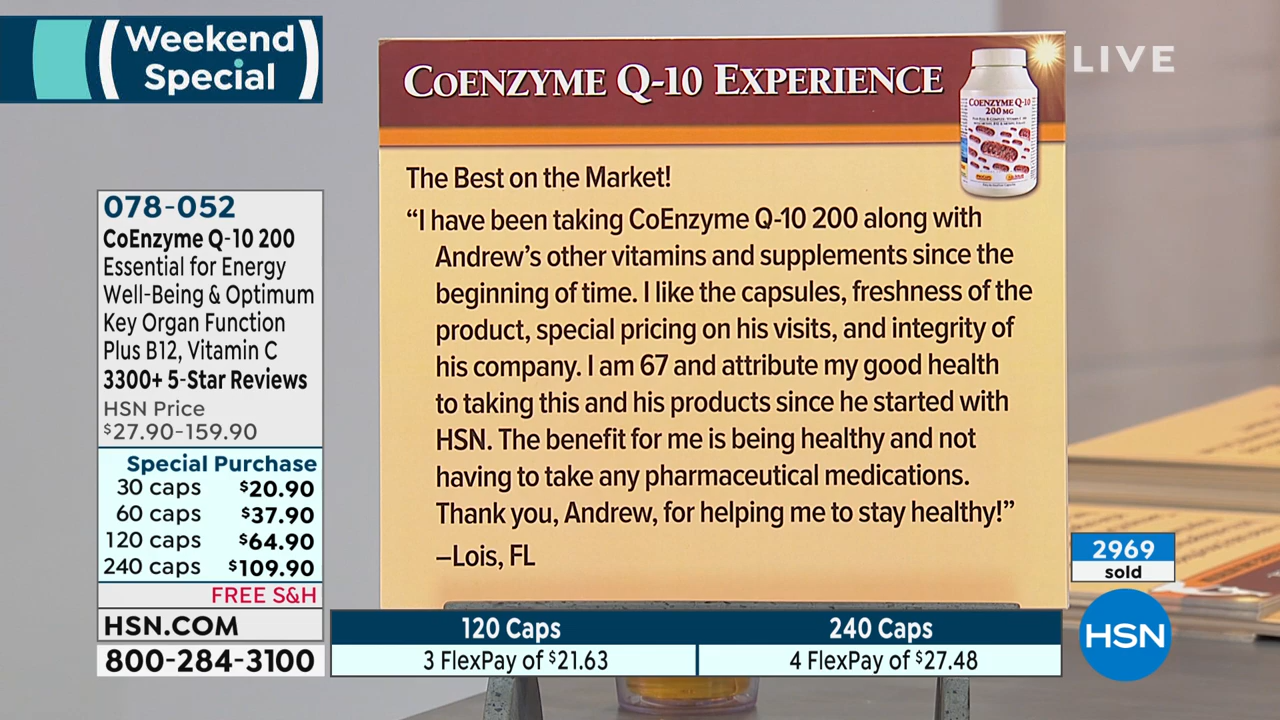 (Weekend
Special)
LIVE
COENZYME Q-10 EXPERIENCE
COENZYME Q-10
200 MG
The Best on the Market!
“I have been taking CoEnzyme Q-10 200 along with
Andrew’s other vitamins and supplements since the
beginning of time. I like the capsules, freshness of the
product, special pricing on his visits, and integrity of
his company. I am 67 and attribute my good health
to taking this and his products since he started with
HSN. The benefit for me is being healthy and not
having to take any pharmaceutical medications.
Thank you, Andrew, for helping me to stay healthy!”
–Lois, FL
078-052
CoEnzyme Q-10 200
Essential for Energy
Well-Being & Optimum
Key Organ Function
Plus B12, Vitamin C
3300+ 5-Star Reviews
HSN Price
$27.90-159.90
Special Purchase
30 caps $20.90
60 caps $37.90
120 caps $64.90
240 caps $109.90
FREE S&H
HSN.COM
800-284-3100
120 Caps
3 FlexPay of $21.63
240 Caps
4 FlexPay of $27.48
2969
sold
HSN